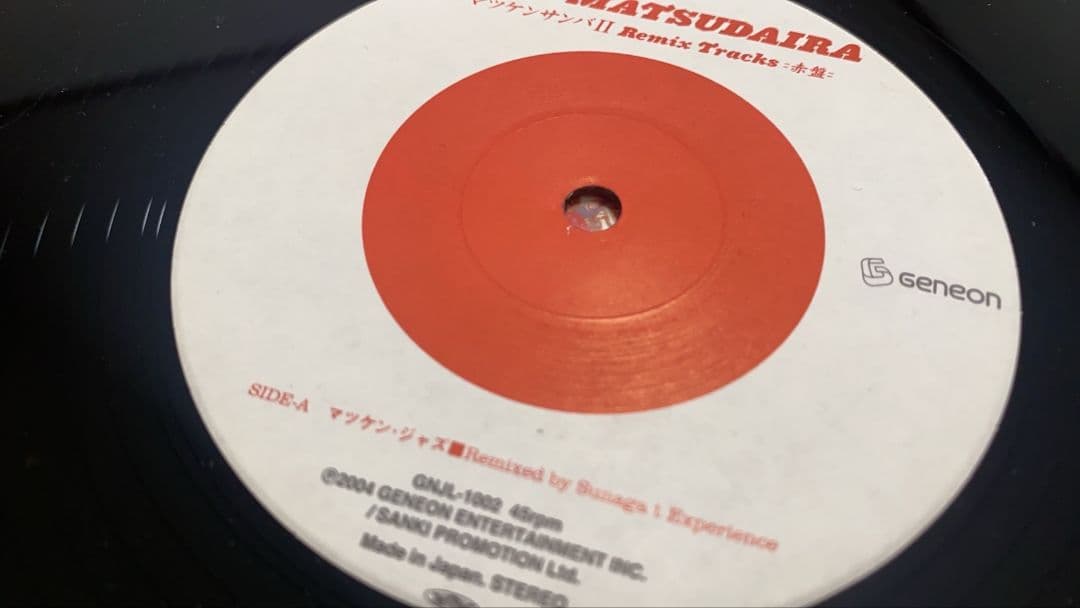 MATSUDAIRA
マツケンサンバII Remix Tracks =赤盤=
Geneon
SIDE-A マツケン・ジャズ■Remixed by Sunaga t Experience
GNJL-1002 45rpm
℗2004 GENEON ENTERTAINMENT INC.
/SANKI PROMOTION Ltd.
Made in Japan. STEREO